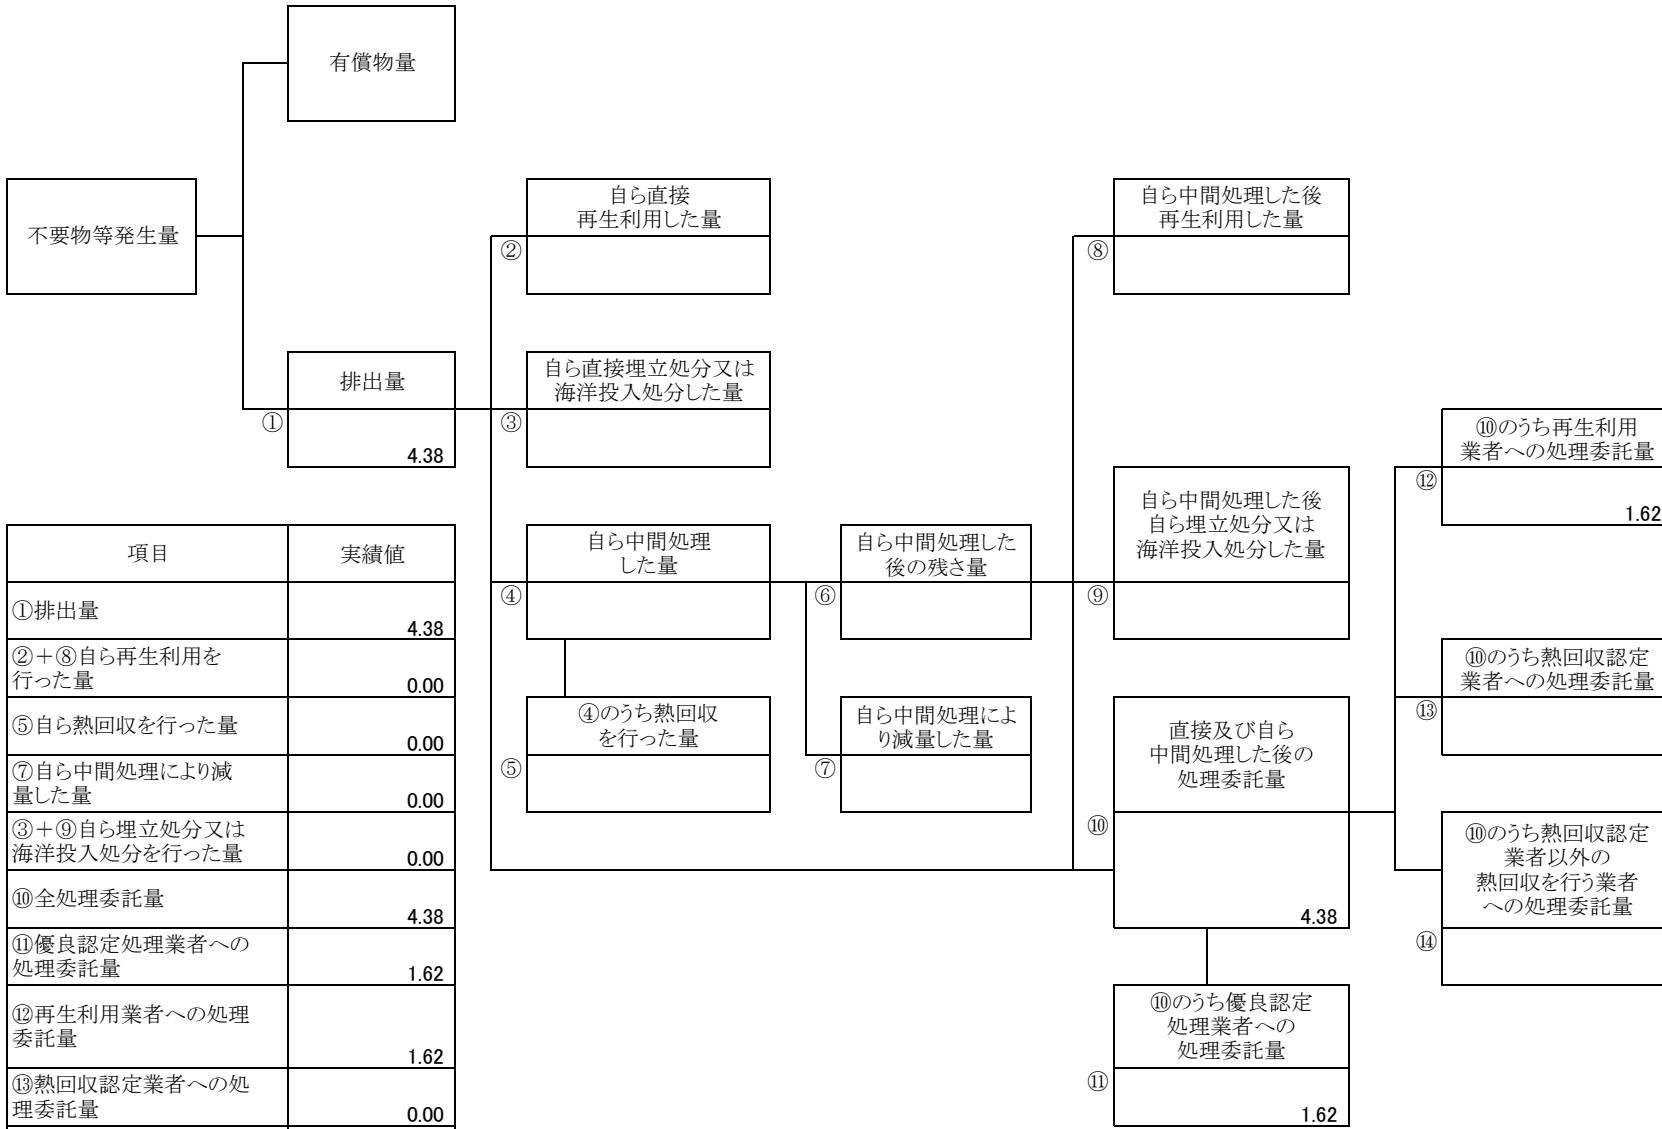 有償物量
不要物等発生量
自ら直接
再生利用した量
②
自ら中間処理した後
再生利用した量
⑧
排出量
①
4.38
自ら直接埋立処分又は
海洋投入処分した量
③
⑩のうち再生利用
業者への処理委託量
⑫
1.62
自ら中間処理
した量
④
自ら中間処理した
後の残さ量
⑥
自ら中間処理した後
自ら埋立処分又は
海洋投入処分した量
⑨
⑩のうち熱回収認定
業者への処理委託量
⑬
④のうち熱回収
を行った量
⑤
自ら中間処理によ
り減量した量
⑦
直接及び自ら
中間処理した後の
処理委託量
⑩
4.38
⑩のうち熱回収認定
業者以外の
熱回収を行う業者
への処理委託量
⑭
⑩のうち優良認定
処理業者への
処理委託量
⑪
1.62
項目 実績値
①排出量 4.38
②＋⑧自ら再生利用を
行った量 0.00
⑤自ら熱回収を行った量 0.00
⑦自ら中間処理により減
量した量 0.00
③＋⑨自ら埋立処分又は
海洋投入処分を行った量 0.00
⑩全処理委託量 4.38
⑪優良認定処理業者への
処理委託量 1.62
⑫再生利用業者への処理
委託量 1.62
⑬熱回収認定業者への処
理委託量 0.00